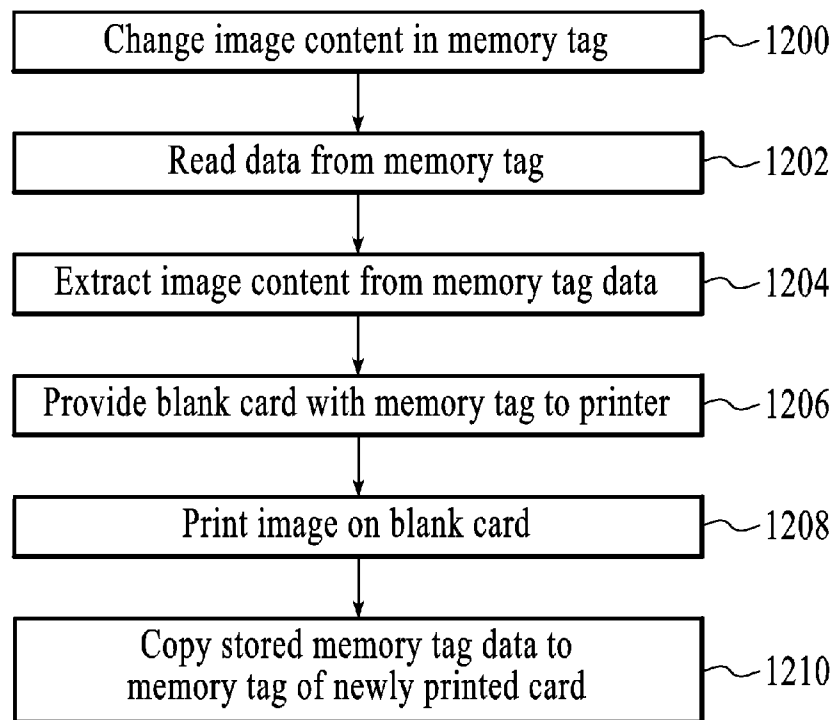 Change image content in memory tag 1200
Read data from memory tag 1202
Extract image content from memory tag data 1204
Provide blank card with memory tag to printer 1206
Print image on blank card 1208
Copy stored memory tag data to
memory tag of newly printed card 1210